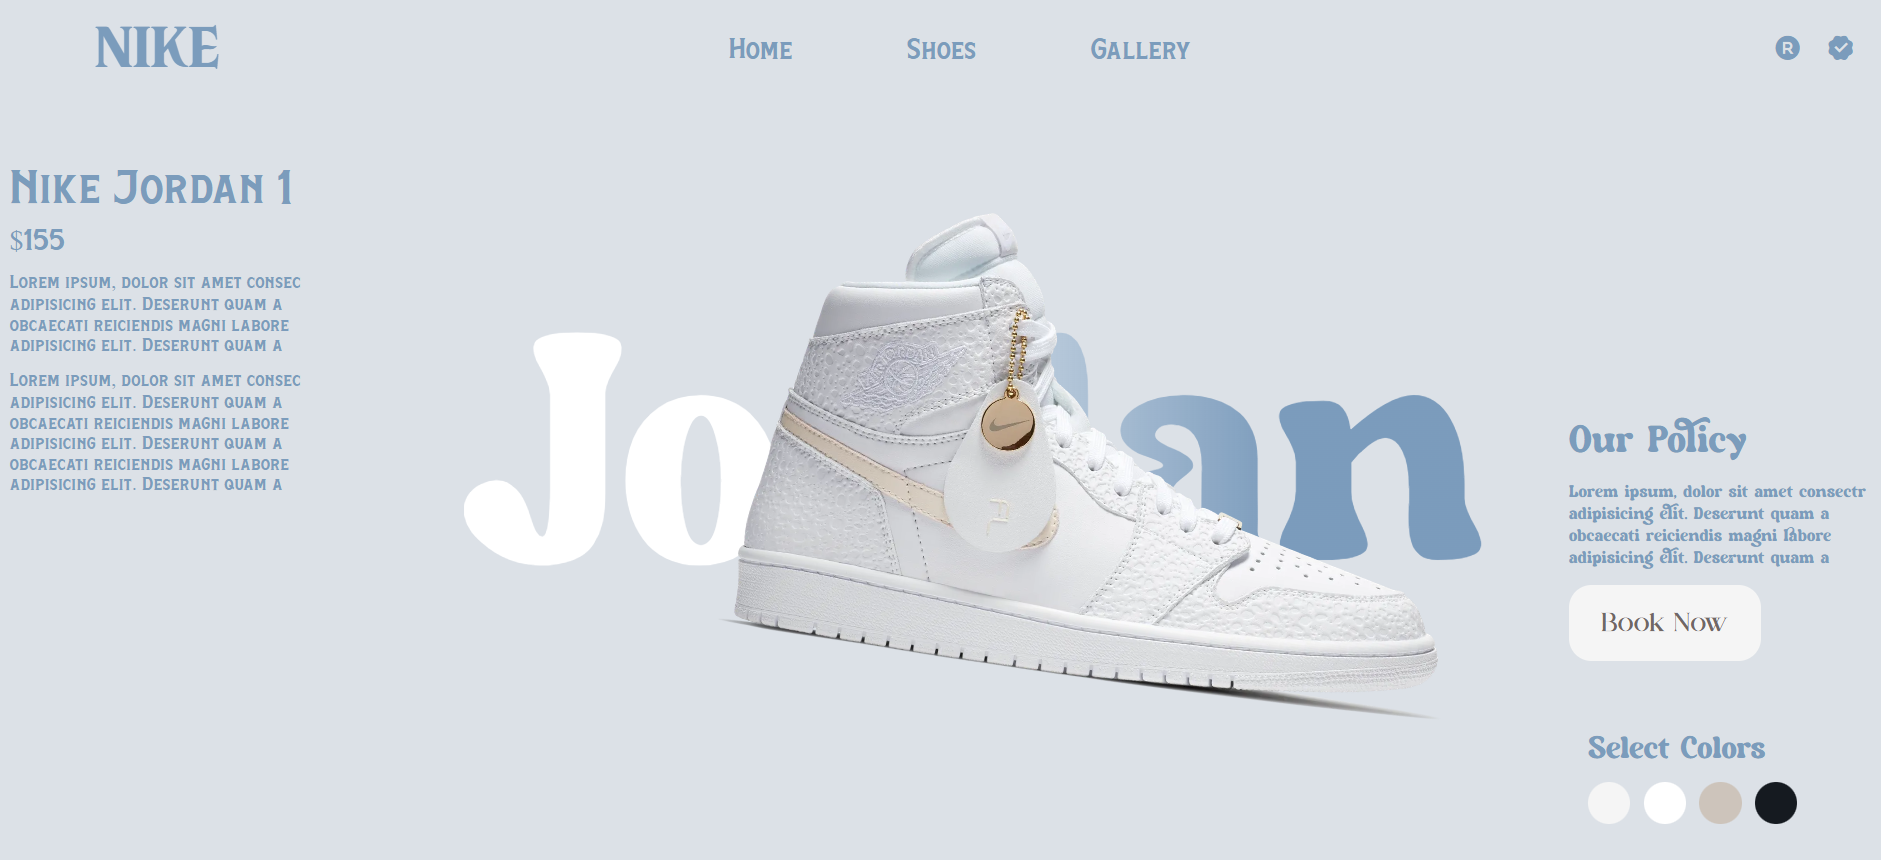 NIKE
Home
Shoes
Gallery
R
Nike Jordan 1
$155
Lorem ipsum, dolor sit amet consec
adipisicing elit. Deserunt quam a
obcaecati reiciendis magni labore
adipisicing elit. Deserunt quam a
Lorem ipsum, dolor sit amet consec
adipisicing elit. Deserunt quam a
obcaecati reiciendis magni labore
adipisicing elit. Deserunt quam a
obcaecati reiciendis magni labore
adipisicing elit. Deserunt quam a
Jordan
JORDAN
FL
Our Policy
Lorem ipsum, dolor sit amet consectr
adipisicing elit. Deserunt quam a
obcaecati reiciendis magni labore
adipisicing elit. Deserunt quam a
Book Now
Select Colors